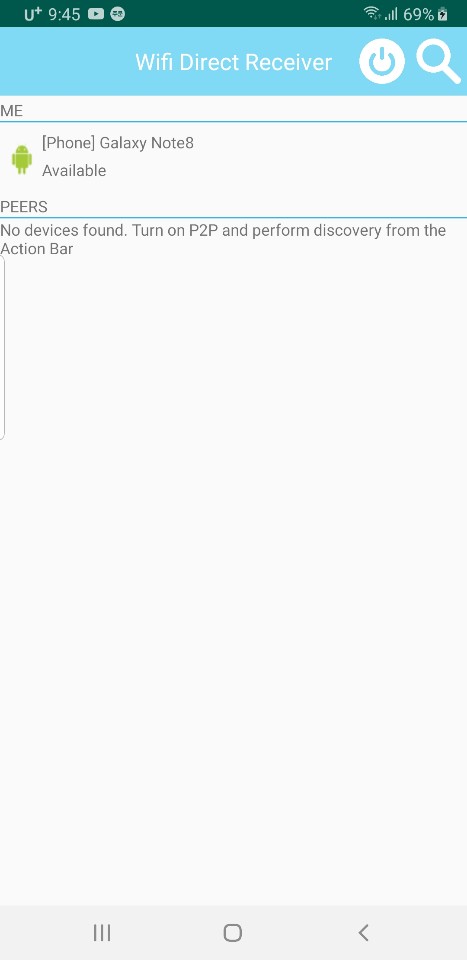 U+ 9:45 69%
Wifi Direct Receiver
ME
[Phone] Galaxy Note8
Available
PEERS
No devices found. Turn on P2P and perform discovery from the
Action Bar